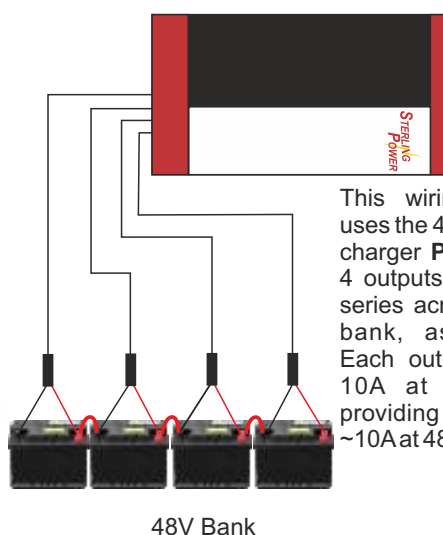 STERLING
POWER
This wirin
uses the 4
charger P
4 outputs
series acr
bank, as
Each out
10A at
providing
~10A at 48
48V Bank